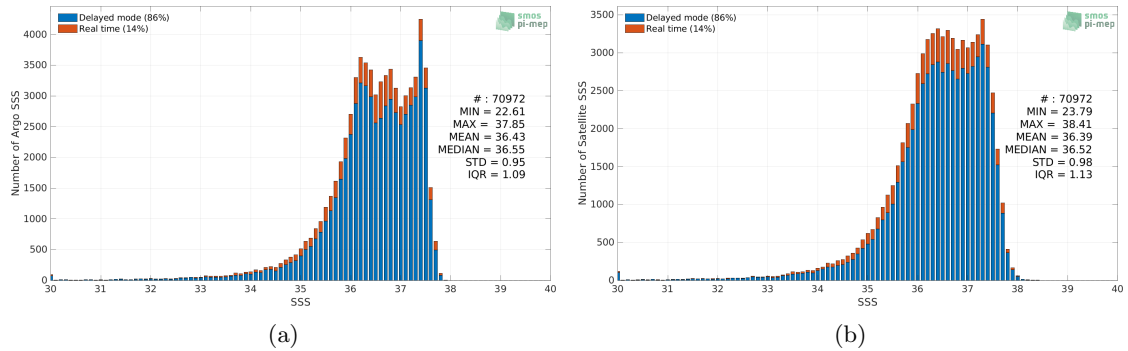 Delayed mode (86%)
Real time (14%)
smos
pi-mep
4000
3500
3000
2500
2000
1500
1000
500
0
Number of Argo SSS
# : 70972
MIN = 22.61
MAX = 37.85
MEAN = 36.43
MEDIAN = 36.55
STD = 0.95
IQR = 1.09
30 31 32 33 34 35 36 37 38 39 40
SSS
(a)
Delayed mode (86%)
Real time (14%)
smos
pi-mep
3500
3000
2500
2000
1500
1000
500
0
Number of Satellite SSS
# : 70972
MIN = 23.79
MAX = 38.41
MEAN = 36.39
MEDIAN = 36.52
STD = 0.98
IQR = 1.13
30 31 32 33 34 35 36 37 38 39 40
SSS
(b)